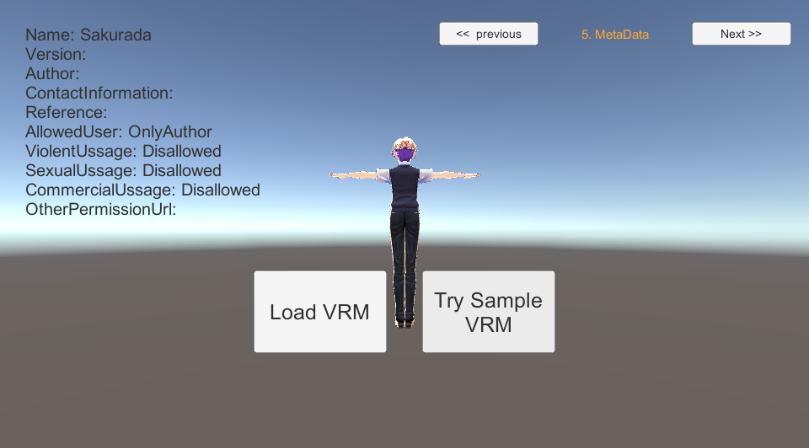 Name: Sakurada
Version:
Author:
ContactInformation:
Reference:
AllowedUser: OnlyAuthor
ViolentUssage: Disallowed
SexualUssage: Disallowed
CommercialUssage: Disallowed
OtherPermissionUrl:
<< previous
5. MetaData
Next >>
Load VRM
Try Sample
VRM